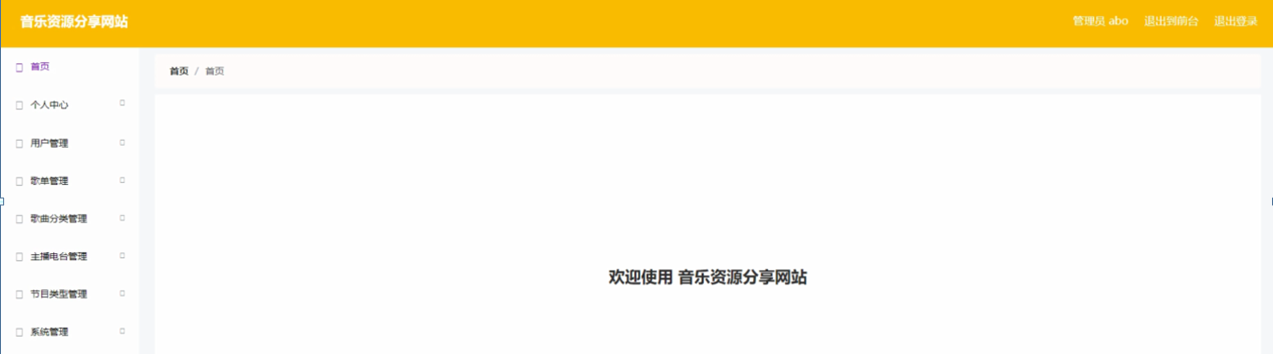 音乐资源分享网站
管理员 abo 退出到前台 退出登录
首页
个人中心
用户管理
歌单管理
歌曲分类管理
主播电台管理
节目类型管理
系统管理
首页 / 首页
欢迎使用 音乐资源分享网站